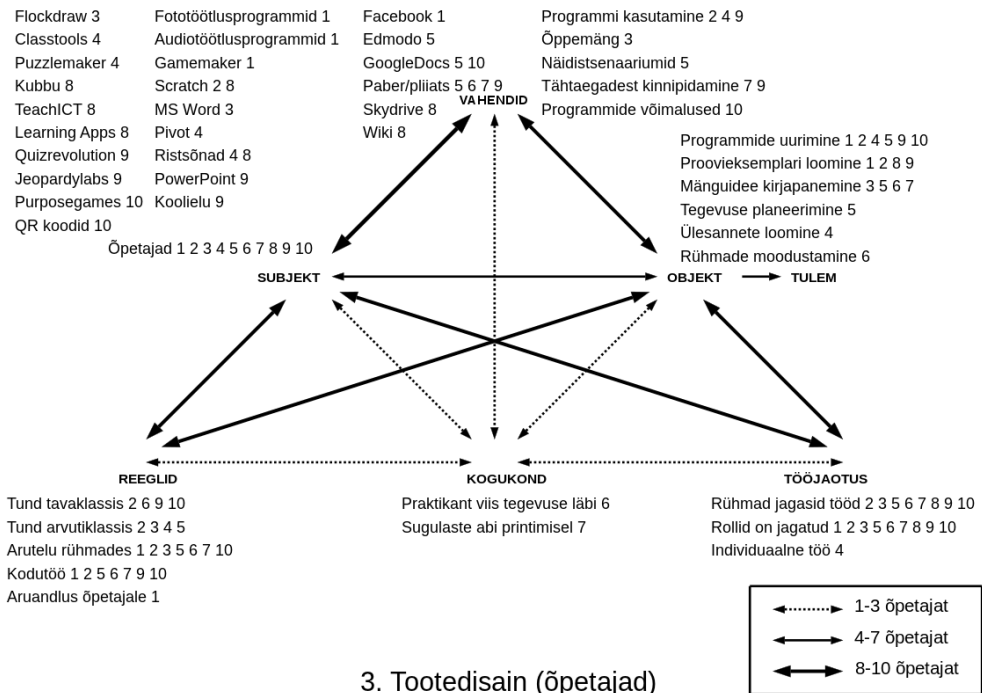 Flockdraw 3
Classtools 4
Puzzlemaker 4
Kubbu 8
TeachICT 8
Learning Apps 8
Quizrevolution 9
Jeopardylabs 9
Purposegames 10
QR koodid 10
Fototöötlusprogrammid 1
Audiotöötlusprogrammid 1
Gamemaker 1
Scratch 2 8
MS Word 3
Pivot 4
Ristsõnad 4 8
PowerPoint 9
Koolielu 9
Facebook 1
Edmodo 5
GoogleDocs 5 10
Paber/pliiats 5 6 7 9
Skydrive 8
Wiki 8
Programmi kasutamine 2 4 9
Õppemäng 3
Näidistsenaariumid 5
Tähtaegadest kinnipidamine 7 9
Programmide võimalused 10
VAHENDID
Programmide uurimine 1 2 4 5 9 10
Proovieksemplari loomine 1 2 8 9
Mänguidee kirjapanemine 3 5 6 7
Tegevuse planeerimine 5
Ülesannete loomine 4
Rühmade moodustamine 6
Õpetajad 1 2 3 4 5 6 7 8 9 10
SUBJEKT
OBJEKT
TULEM
REEGLID
KOGUKOND
TÖÖJAOTUS
Tund tavaklassis 2 6 9 10
Tund arvutiklassis 2 3 4 5
Arutelu rühmades 1 2 3 5 6 7 10
Kodutöö 1 2 5 6 7 9 10
Aruandlus õpetajale 1
Praktikant viis tegevuse läbi 6
Sugulaste abi printimisel 7
Rühmad jagasid tööd 2 3 5 6 7 8 9 10
Rollid on jagatud 1 2 3 5 6 7 8 9 10
Individuaalne töö 4
1-3 õpetajat
4-7 õpetajat
8-10 õpetajat
3. Tootedisain (õpetajad)